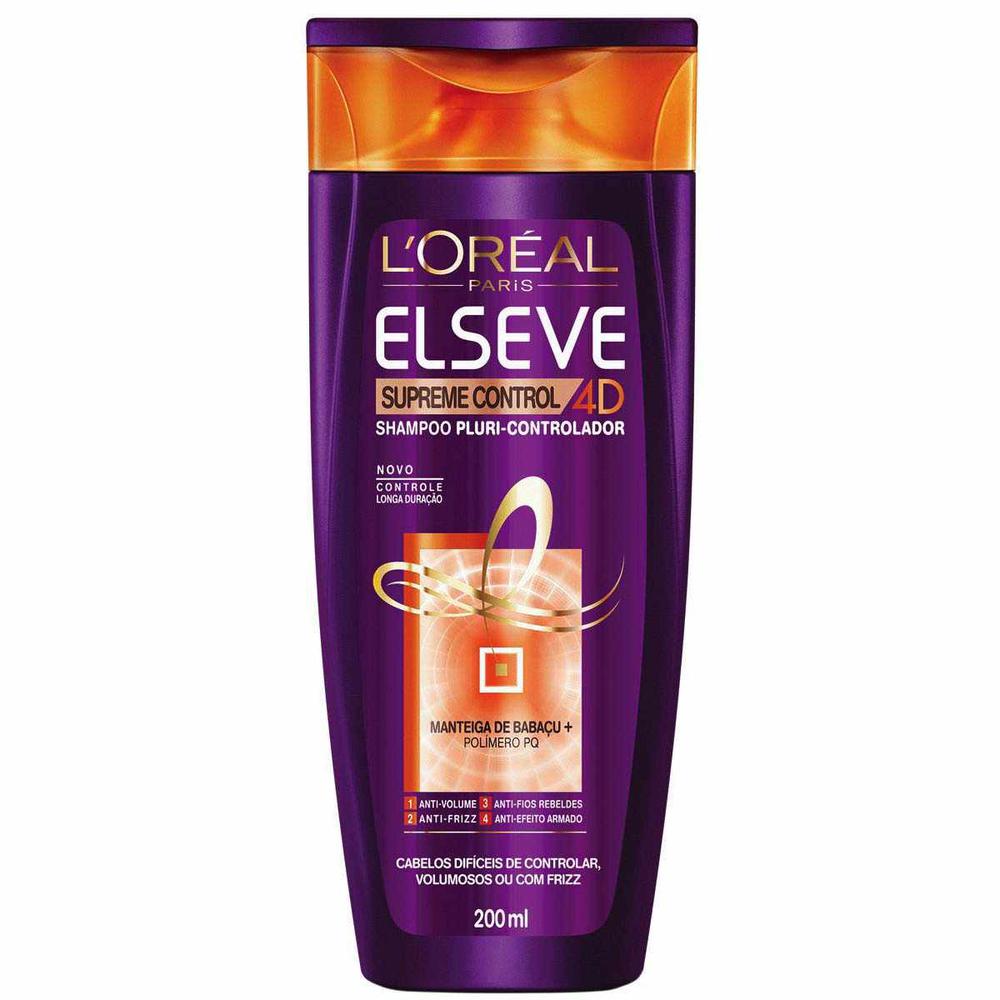 L'ORÉAL
PARiS
ELSEVE
SUPREME CONTROL 4D
SHAMPOO PLURI-CONTROLADOR
NOVO
CONTROLE
LONGA DURAÇÃO
MANTEIGA DE BABAÇU +
POLÍMERO PQ
1 ANTI-VOLUME 3 ANTI-FIOS REBELDES
2 ANTI-FRIZZ 4 ANTI-EFEITO ARMADO
CABELOS DIFÍCEIS DE CONTROLAR,
VOLUMOSOS OU COM FRIZZ
200ml